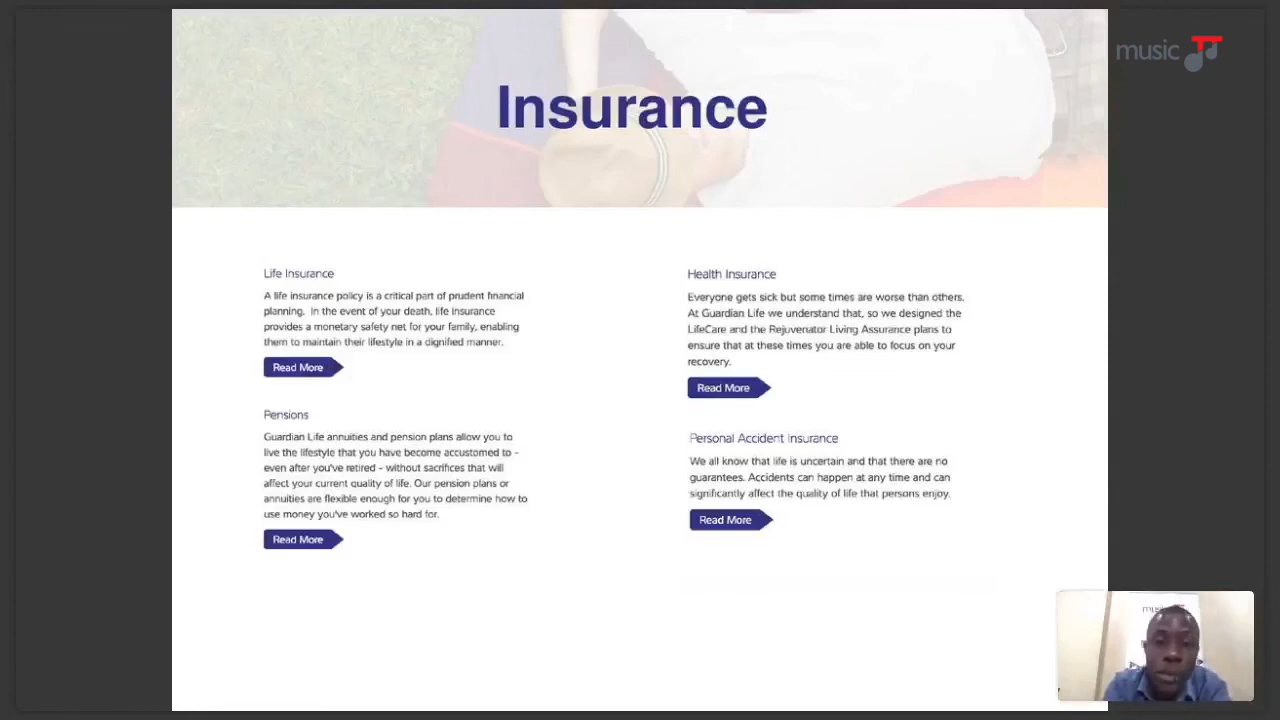 music TT
Insurance
Life Insurance
A life insurance policy is a critical part of prudent financial
planning. In the event of your death, life insurance
provides a monetary safety net for your family, enabling
them to maintain their lifestyle in a dignified manner.
Read More
Pensions
Guardian Life annuities and pension plans allow you to
live the lifestyle that you have become accustomed to -
even after you've retired - without sacrifices that will
affect your current quality of life. Our pension plans or
annuities are flexible enough for you to determine how to
use money you've worked so hard for.
Read More
Health Insurance
Everyone gets sick but some times are worse than others.
At Guardian Life we understand that, so we designed the
LifeCare and the Rejuvenator Living Assurance plans to
ensure that at these times you are able to focus on your
recovery.
Read More
Personal Accident Insurance
We all know that life is uncertain and that there are no
guarantees. Accidents can happen at any time and can
significantly affect the quality of life that persons enjoy.
Read More